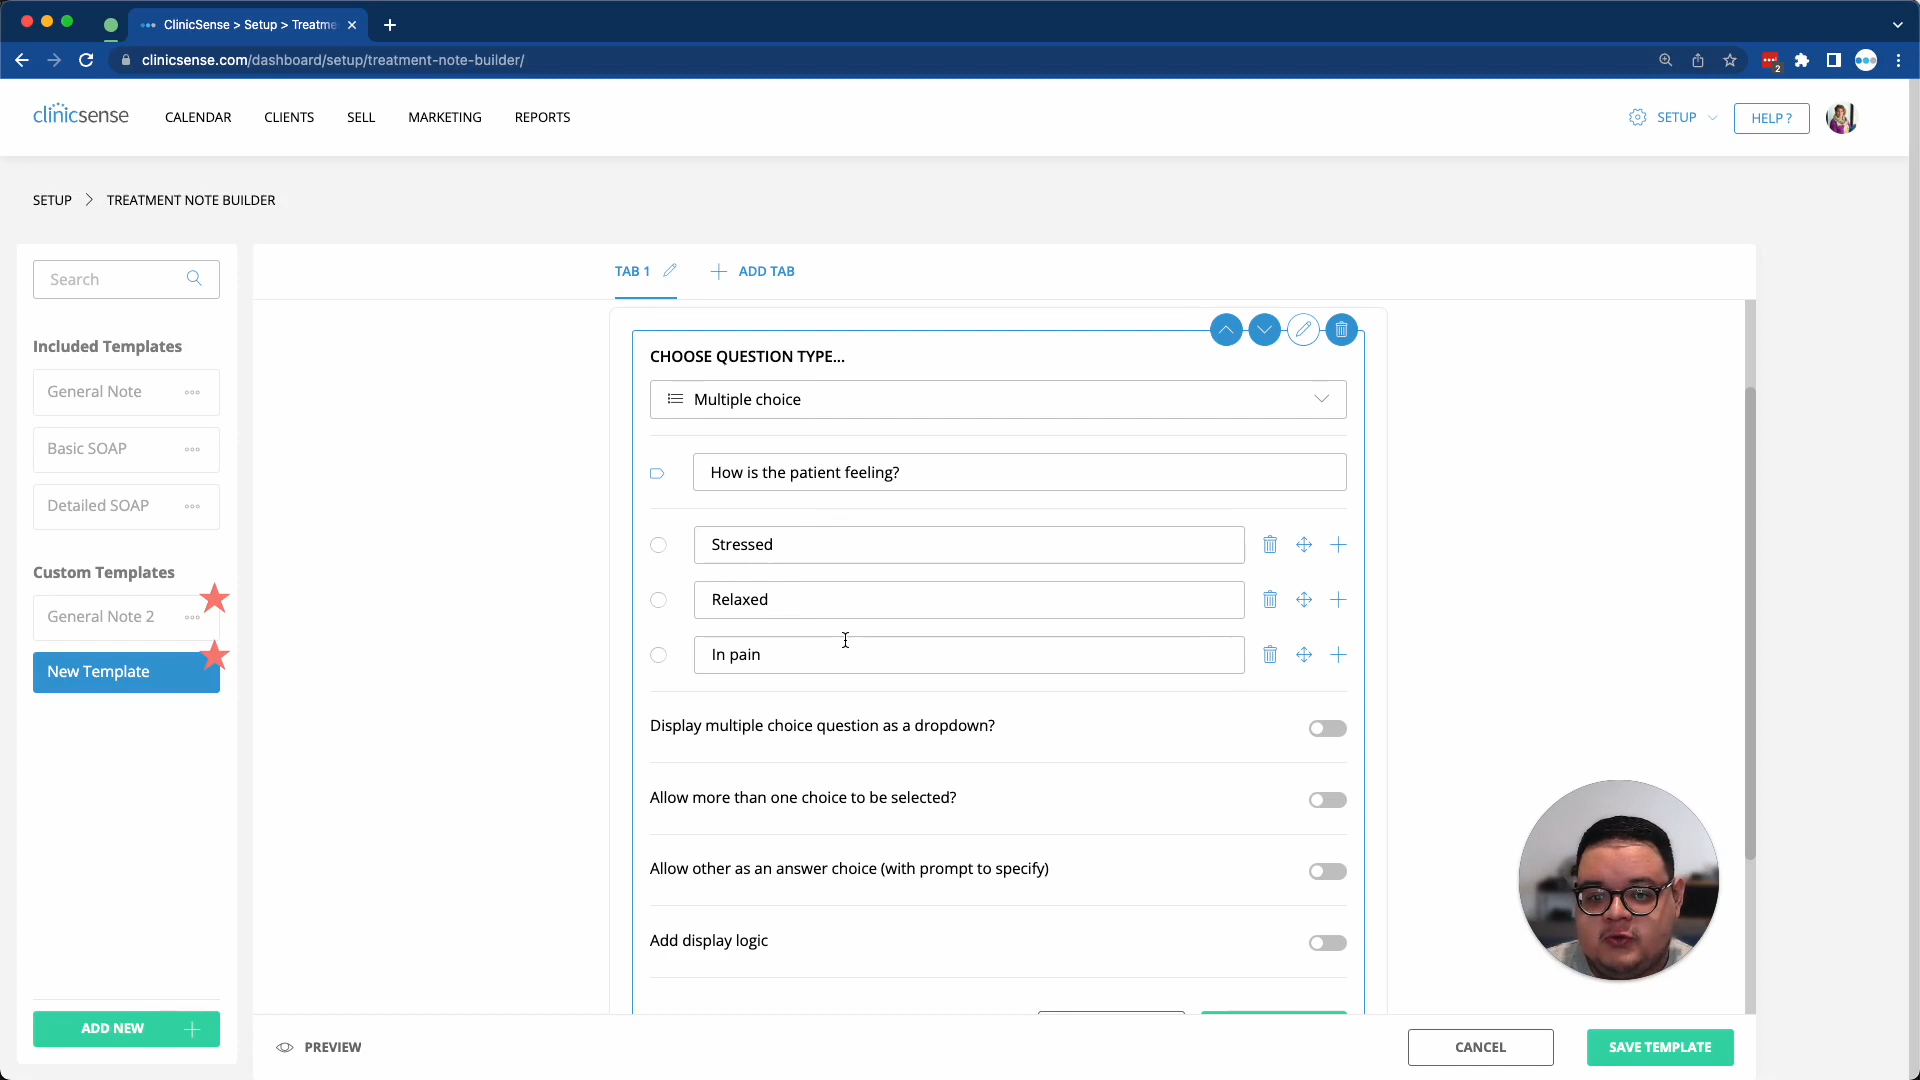 ClinicSense > Setup > Treatme
clinicsense.com/dashboard/setup/treatment-note-builder/
2
clinicsense
CALENDAR
CLIENTS
SELL
MARKETING
REPORTS
SETUP
HELP ?
SETUP
TREATMENT NOTE BUILDER
Search
Included Templates
General Note
Basic SOAP
Detailed SOAP
Custom Templates
General Note 2
New Template
ADD NEW
TAB 1
ADD TAB
CHOOSE QUESTION TYPE...
Multiple choice
How is the patient feeling?
Stressed
Relaxed
In pain
Display multiple choice question as a dropdown?
Allow more than one choice to be selected?
Allow other as an answer choice (with prompt to specify)
Add display logic
PREVIEW
CANCEL
SAVE TEMPLATE